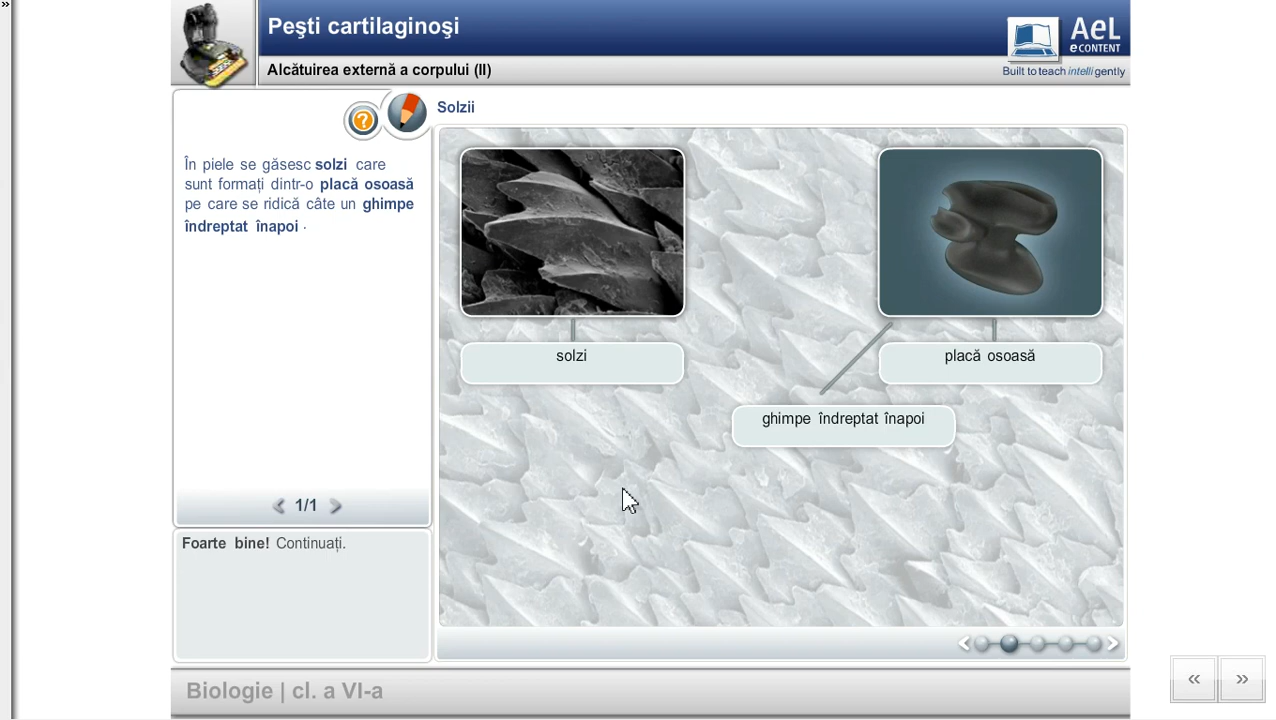 »
Peşti cartilaginoşi
Alcătuirea externă a corpului (II)
AeL
eCONTENT
Built to teach intelligently
?
Solzii
În piele se găsesc solzi care
sunt formați dintr-o placă osoasă
pe care se ridică câte un ghimpe
îndreptat înapoi .
solzi
placă osoasă
ghimpe îndreptat înapoi
1/1
Foarte bine! Continuați.
Biologie | cl. a VI-a
« »